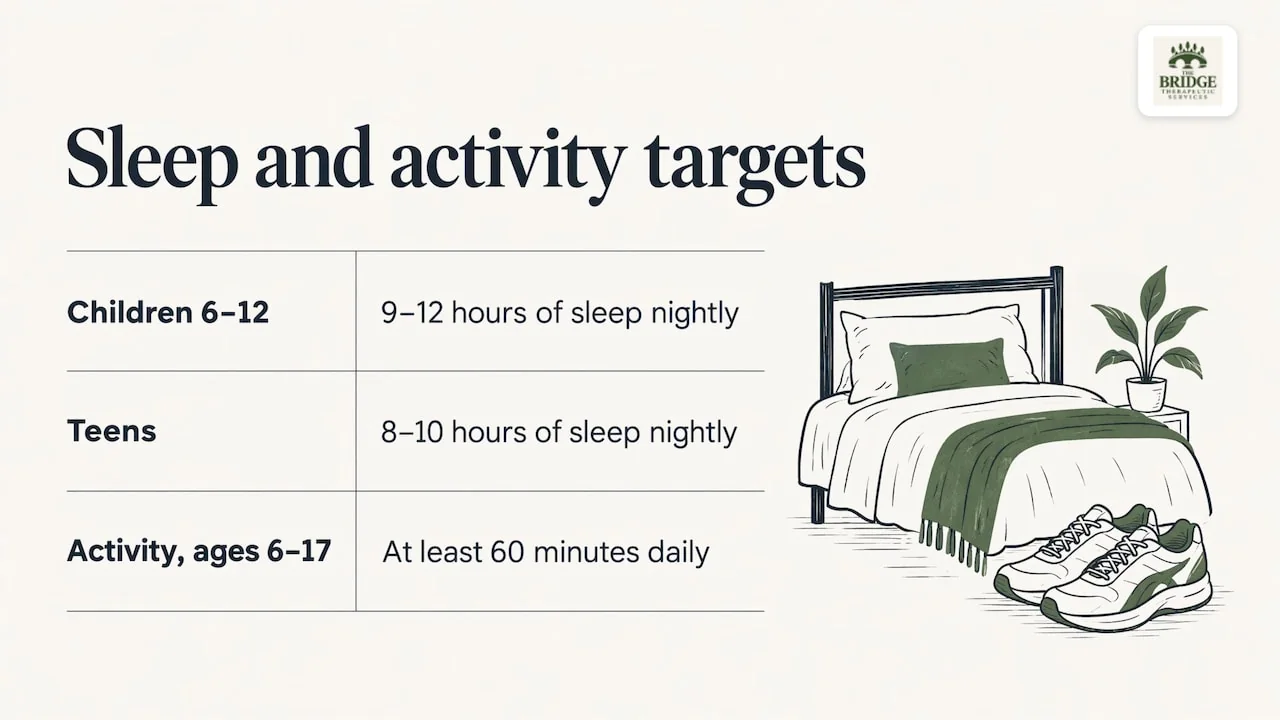 THE
BRIDGE
THERAPEUTIC
SERVICES
Sleep and activity targets
Children 6–12
9–12 hours of sleep nightly
Teens
8–10 hours of sleep nightly
Activity, ages 6–17
At least 60 minutes daily